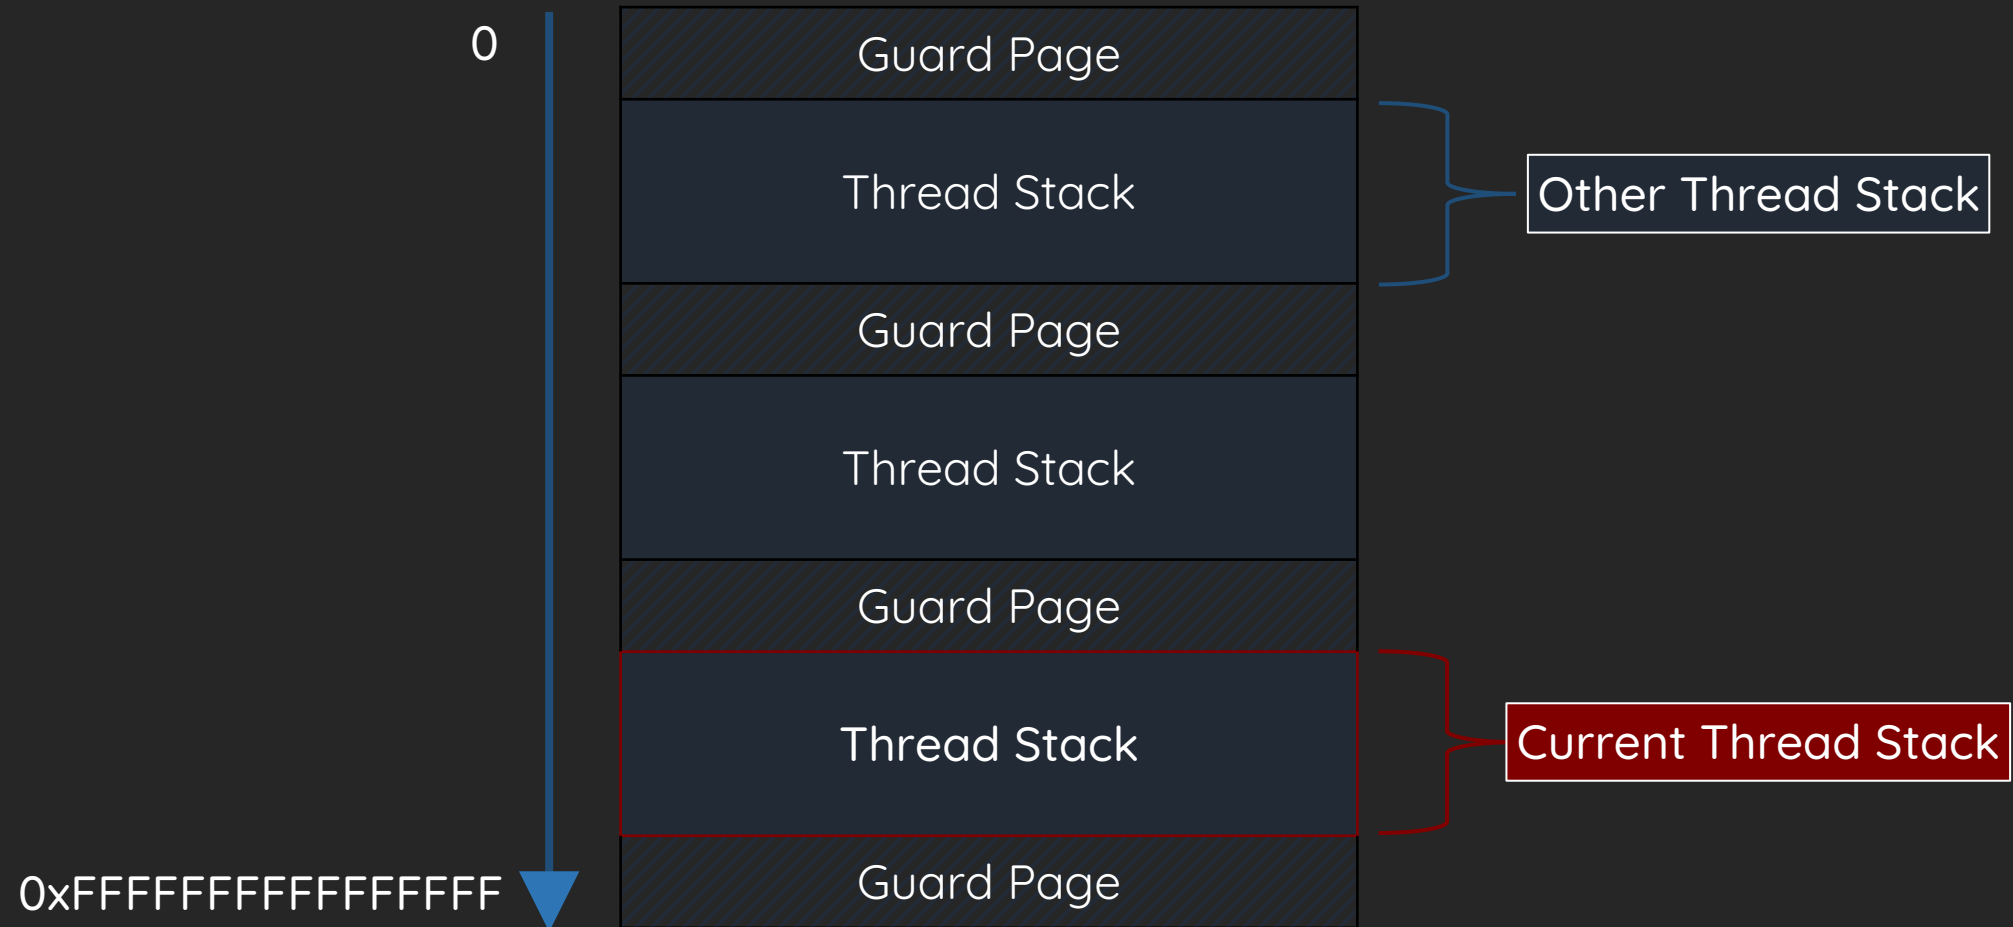 0
Guard Page
Thread Stack
Other Thread Stack
Guard Page
Thread Stack
Guard Page
Thread Stack
Current Thread Stack
Guard Page
0xFFFFFFFFFFFFFFFF